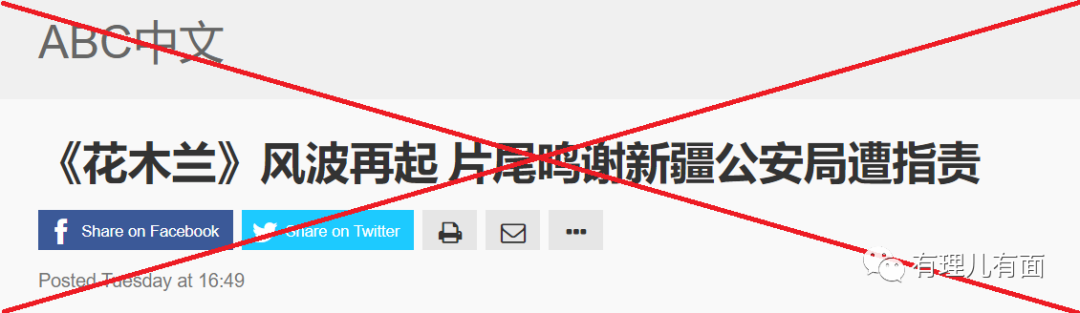 ABC中文
《花木兰》风波再起 片尾鸣谢新疆公安局遭指责
Share on Facebook Share on Twitter
Posted Tuesday at 16:49
有理儿有面